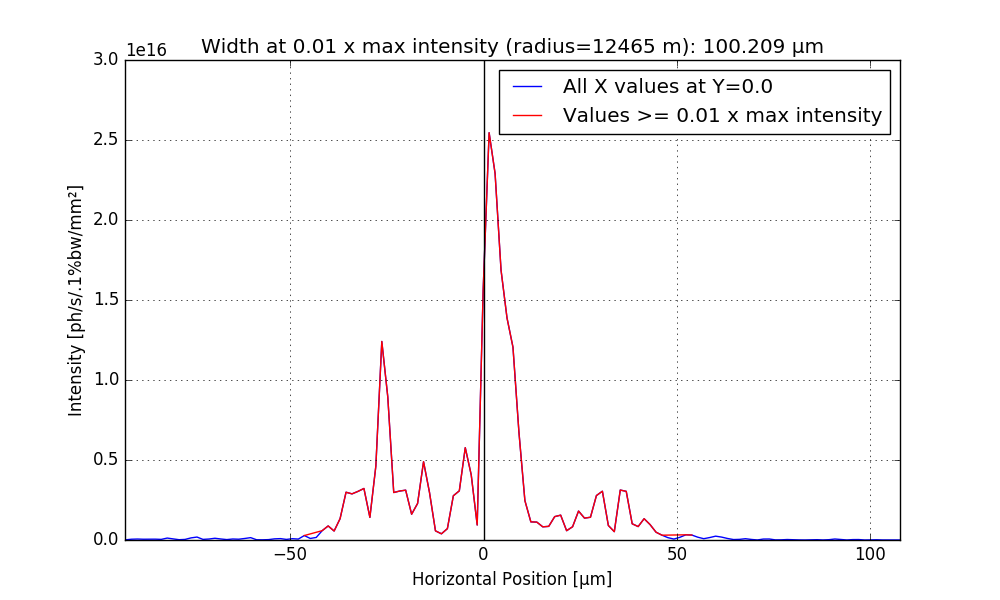 Width at 0.01 x max intensity (radius=12465 m): 100.209 µm
1e16
All X values at Y=0.0
Values >= 0.01 x max intensity
3.0
2.5
2.0
1.5
1.0
0.5
0.0
Intensity [ph/s/.1%bw/mm²]
−50 0 50 100
Horizontal Position [µm]